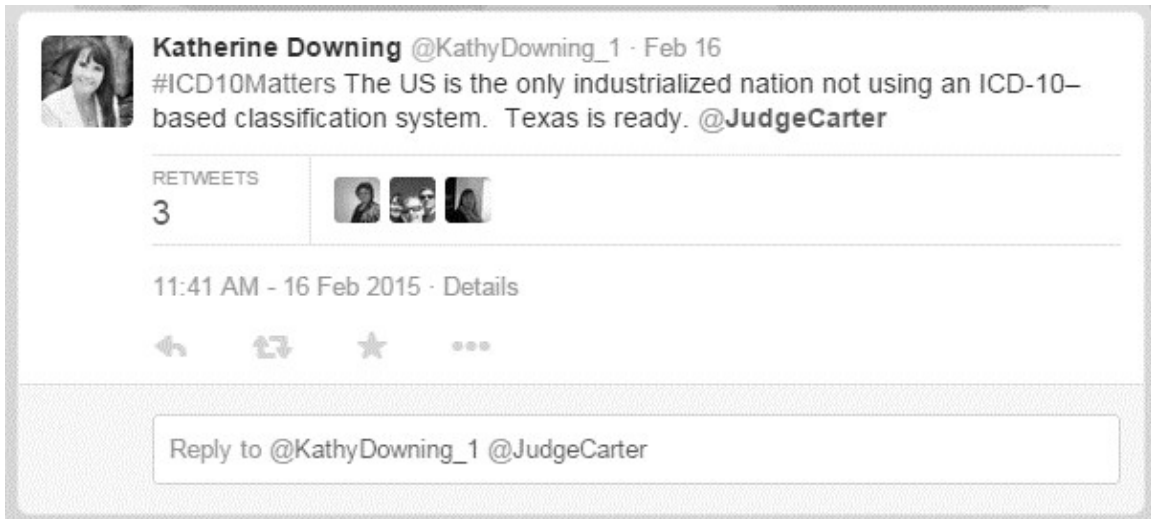 Katherine Downing @KathyDowning_1 · Feb 16
#ICD10Matters The US is the only industrialized nation not using an ICD-10–
based classification system.  Texas is ready. @JudgeCarter
RETWEETS
3
11:41 AM - 16 Feb 2015 · Details
Reply to @KathyDowning_1 @JudgeCarter